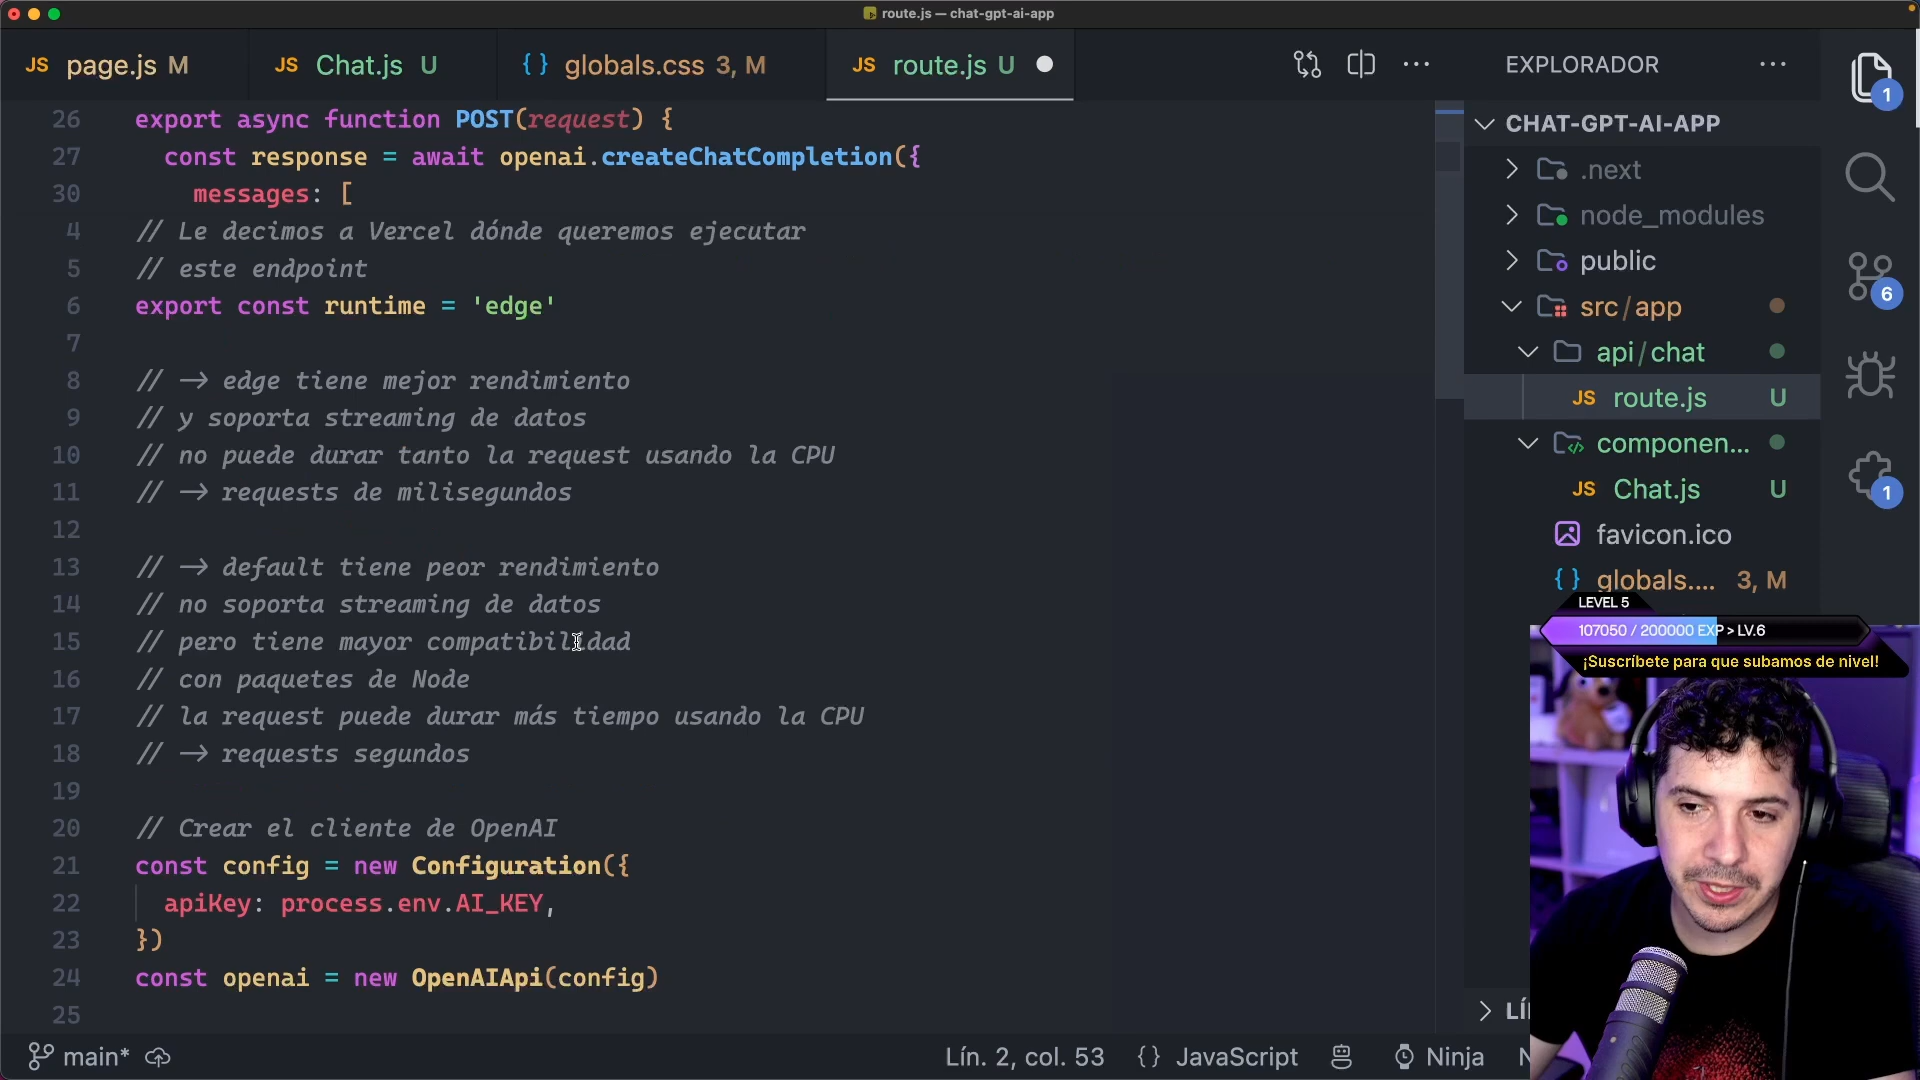 route.js — chat-gpt-ai-app
JS page.js M
JS Chat.js U
{ } globals.css 3, M
JS route.js U
26 export async function POST(request) {
27 const response = await openai.createChatCompletion({
30 messages: [
4 // Le decimos a Vercel dónde queremos ejecutar
5 // este endpoint
6 export const runtime = 'edge'
7
8 // -> edge tiene mejor rendimiento
9 // y soporta streaming de datos
10 // no puede durar tanto la request usando la CPU
11 // -> requests de milisegundos
12
13 // -> default tiene peor rendimiento
14 // no soporta streaming de datos
15 // pero tiene mayor compatibilidad
16 // con paquetes de Node
17 // la request puede durar más tiempo usando la CPU
18 // -> requests segundos
19
20 // Crear el cliente de OpenAI
21 const config = new Configuration({
22 apiKey: process.env.AI_KEY,
23 })
24 const openai = new OpenAIApi(config)
25
EXPLORADOR
CHAT-GPT-AI-APP
.next
node_modules
public
src/app
api/chat
JS route.js U
componen...
JS Chat.js U
favicon.ico
{ } globals.... 3, M
1
6
1
LEVEL 5
107050 / 200000 EXP > LV.6
¡Suscríbete para que subamos de nivel!
main*
Lín. 2, col. 53
{ } JavaScript
Ninja